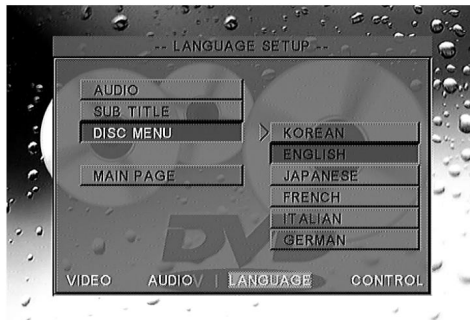 -- LANGUAGE SETUP --
AUDIO
SUB TITLE
DISC MENU
MAIN PAGE
KOREAN
ENGLISH
JAPANESE
FRENCH
ITALIAN
GERMAN
DVD
VIDEO AUDIO LANGUAGE CONTROL